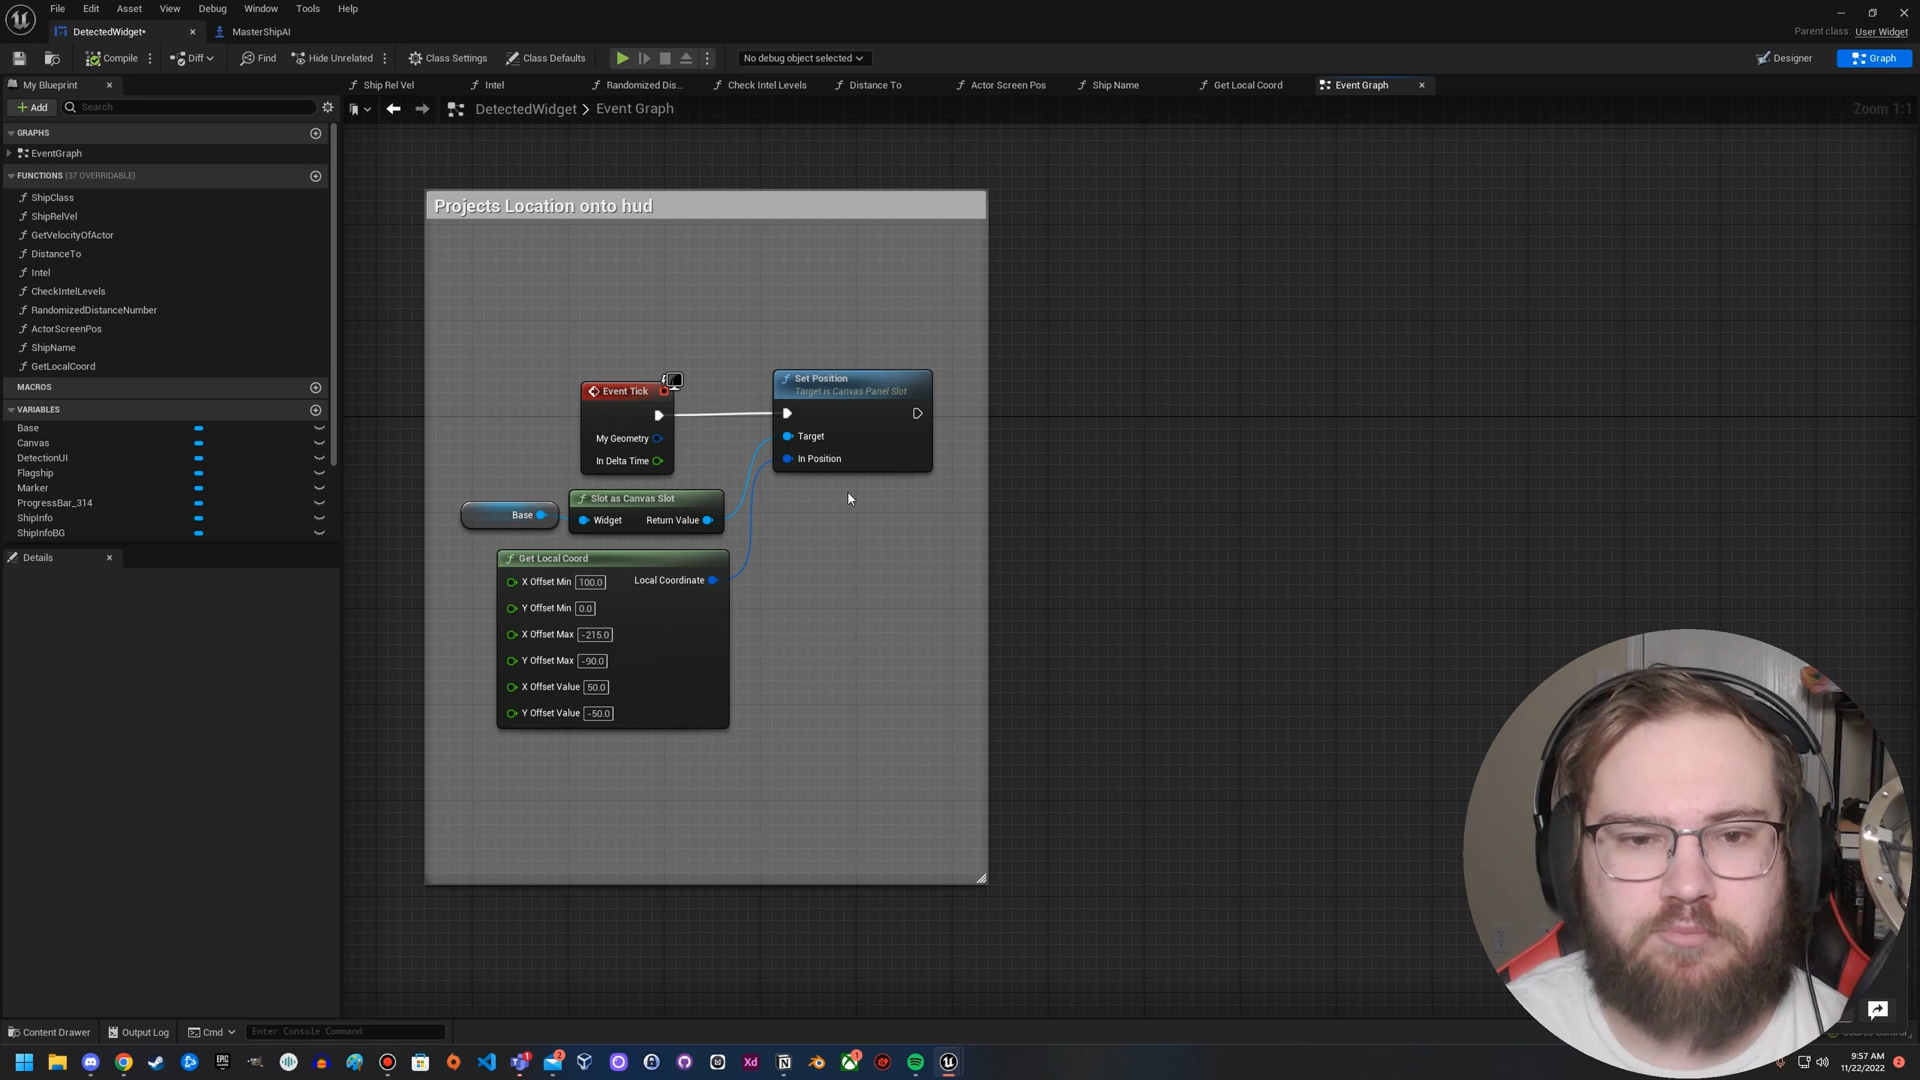 File Edit Asset View Debug Window Tools Help
DetectedWidget• MasterShipAI
Parent class: User Widget
Compile Diff Find Hide Unrelated Class Settings Class Defaults No debug object selected Designer Graph
My Blueprint
Ship Rel Vel Intel Randomized Dis... Check Intel Levels Distance To Actor Screen Pos Ship Name Get Local Coord Event Graph
Add Search
DetectedWidget > Event Graph
Zoom 1:1
GRAPHS
EventGraph
FUNCTIONS (37 OVERRIDABLE)
ShipClass
ShipRelVel
GetVelocityOfActor
DistanceTo
Intel
CheckIntelLevels
RandomizedDistanceNumber
ActorScreenPos
ShipName
GetLocalCoord
MACROS
VARIABLES
Base
Canvas
DetectionUI
Flagship
Marker
ProgressBar_314
ShipInfo
ShipInfoBG
Details
Projects Location onto hud
Event Tick
My Geometry
In Delta Time
Set Position
Target is Canvas Panel Slot
Target
In Position
Base
Slot as Canvas Slot
Widget Return Value
Get Local Coord
X Offset Min 100.0 Local Coordinate
Y Offset Min 0.0
X Offset Max -215.0
Y Offset Max -90.0
X Offset Value 50.0
Y Offset Value -50.0
Content Drawer Output Log Cmd Enter Console Command
EPIC GAMES
Xd
N
1
2
1
9:57 AM
11/22/2022
2